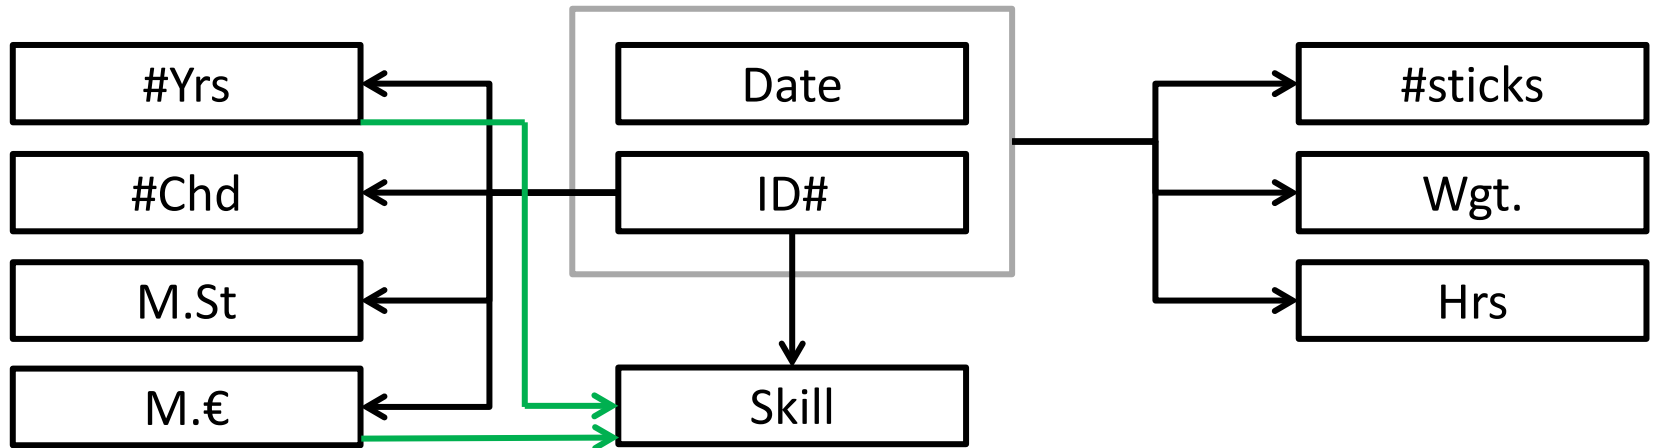 #Yrs
#Chd
M.St
M.€
Date
ID#
Skill
#sticks
Wgt.
Hrs